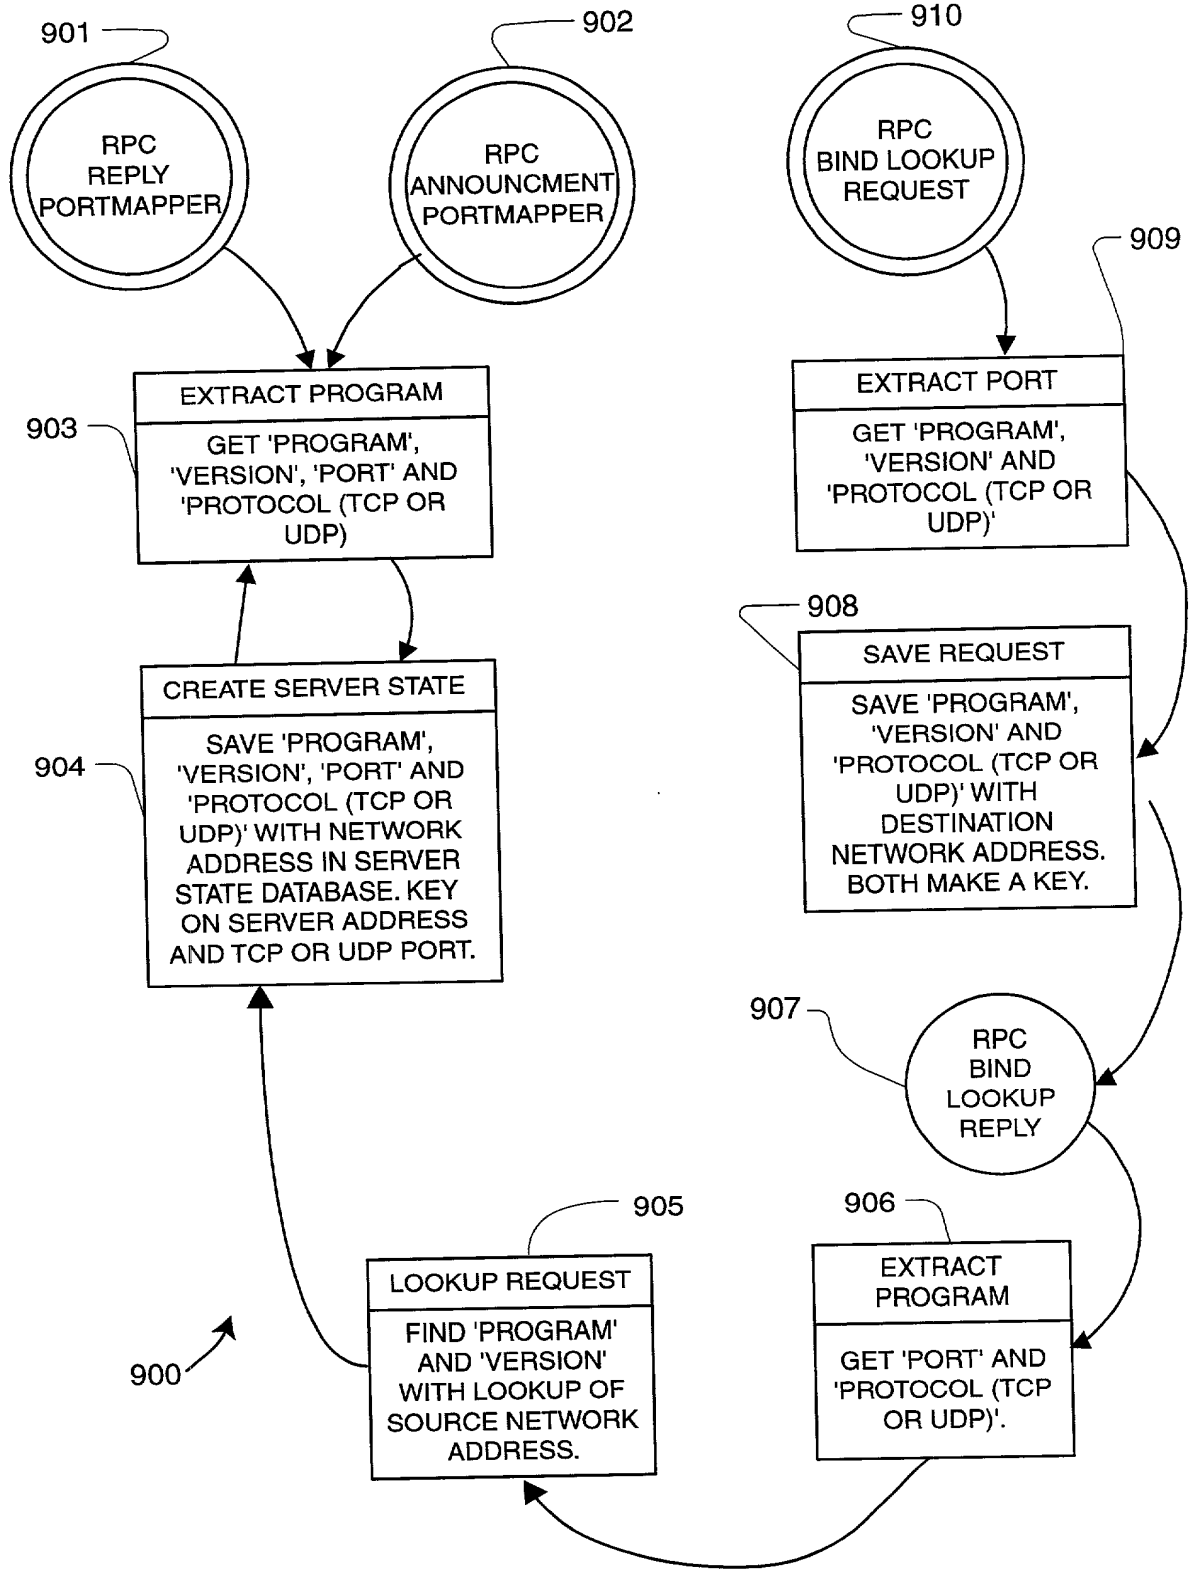 901
RPC
REPLY
PORTMAPPER
902
RPC
ANNOUNCMENT
PORTMAPPER
910
RPC
BIND LOOKUP
REQUEST
909
EXTRACT PROGRAM
903
GET 'PROGRAM',
'VERSION', 'PORT' AND
'PROTOCOL (TCP OR
UDP)
EXTRACT PORT
GET 'PROGRAM',
'VERSION' AND
'PROTOCOL (TCP OR
UDP)'
908
SAVE REQUEST
SAVE 'PROGRAM',
'VERSION' AND
'PROTOCOL (TCP OR
UDP)' WITH
DESTINATION
NETWORK ADDRESS.
BOTH MAKE A KEY.
CREATE SERVER STATE
904
SAVE 'PROGRAM',
'VERSION', 'PORT' AND
'PROTOCOL (TCP OR
UDP)' WITH NETWORK
ADDRESS IN SERVER
STATE DATABASE. KEY
ON SERVER ADDRESS
AND TCP OR UDP PORT.
907
RPC
BIND
LOOKUP
REPLY
906
EXTRACT
PROGRAM
GET 'PORT' AND
'PROTOCOL (TCP
OR UDP)'.
905
LOOKUP REQUEST
FIND 'PROGRAM'
AND 'VERSION'
WITH LOOKUP OF
SOURCE NETWORK
ADDRESS.
900